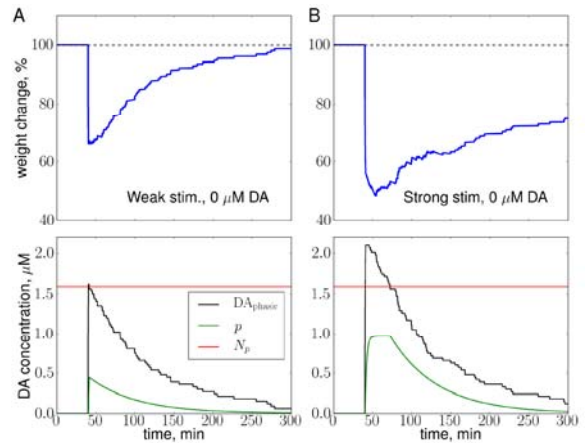 A
B
100
80
60
40
weight change, %
Weak stim., 0 μM DA
100
80
60
40
Strong stim, 0 μM DA
2.0
1.5
1.0
0.5
0.0
DA concentration, μM
DAphasic
p
Np
0 50 100 150 200 250 300
time, min
2.0
1.5
1.0
0.5
0.0
0 50 100 150 200 250 300
time, min